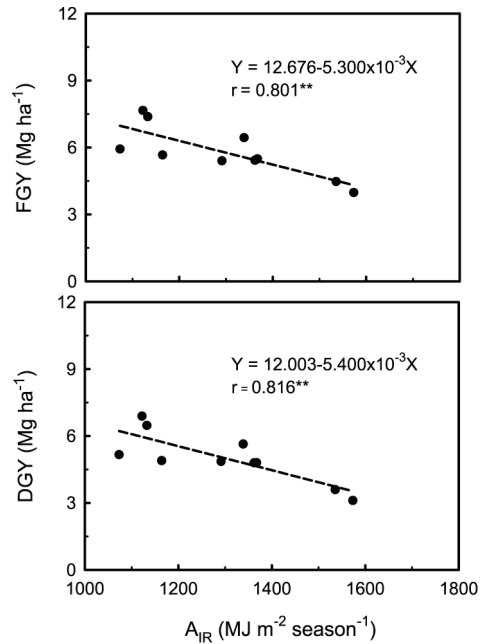 12
9
6
3
0
FGY (Mg ha⁻¹)
Y = 12.676-5.300x10⁻³X
r = 0.801**
12
9
6
3
0
DGY (Mg ha⁻¹)
Y = 12.003-5.400x10⁻³X
r = 0.816**
1000 1200 1400 1600 1800
A_IR (MJ m⁻² season⁻¹)